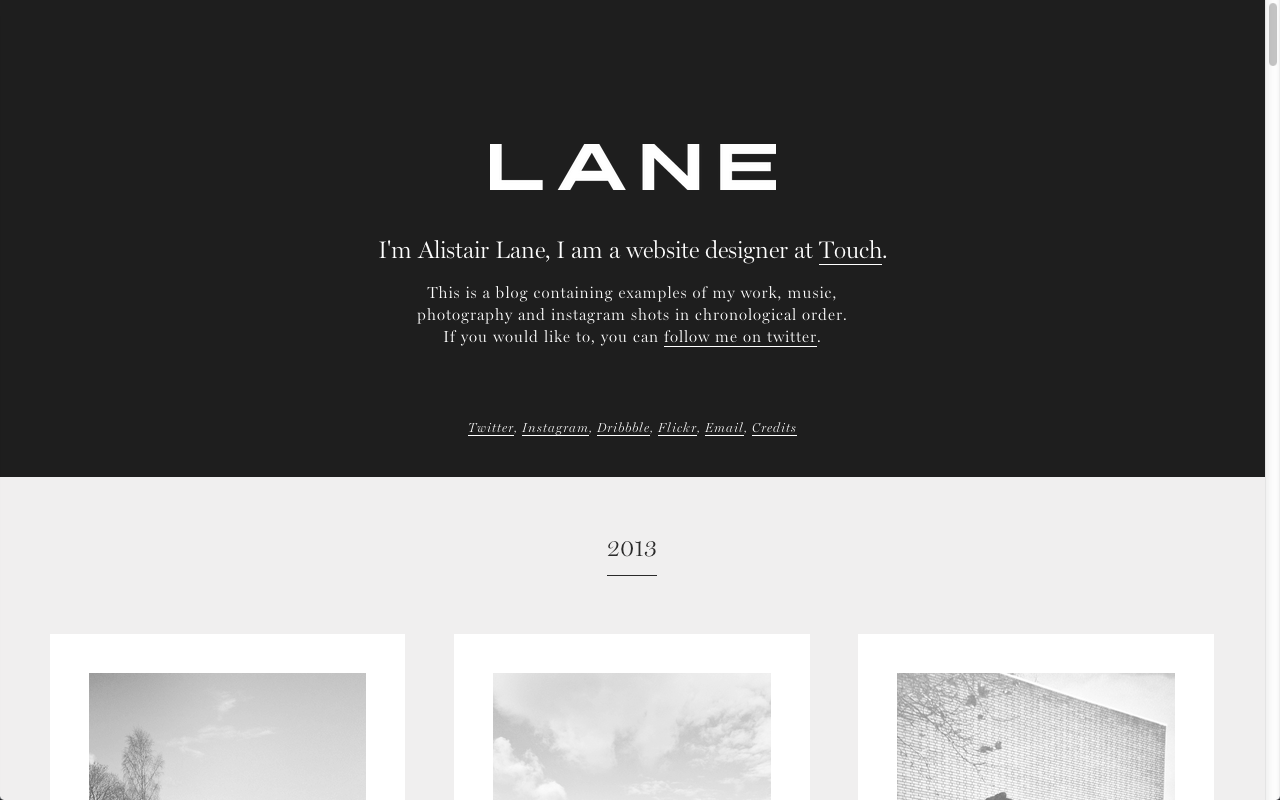 LANE
I'm Alistair Lane, I am a website designer at Touch.
This is a blog containing examples of my work, music,
photography and instagram shots in chronological order.
If you would like to, you can follow me on twitter.
Twitter, Instagram, Dribbble, Flickr, Email, Credits
2013